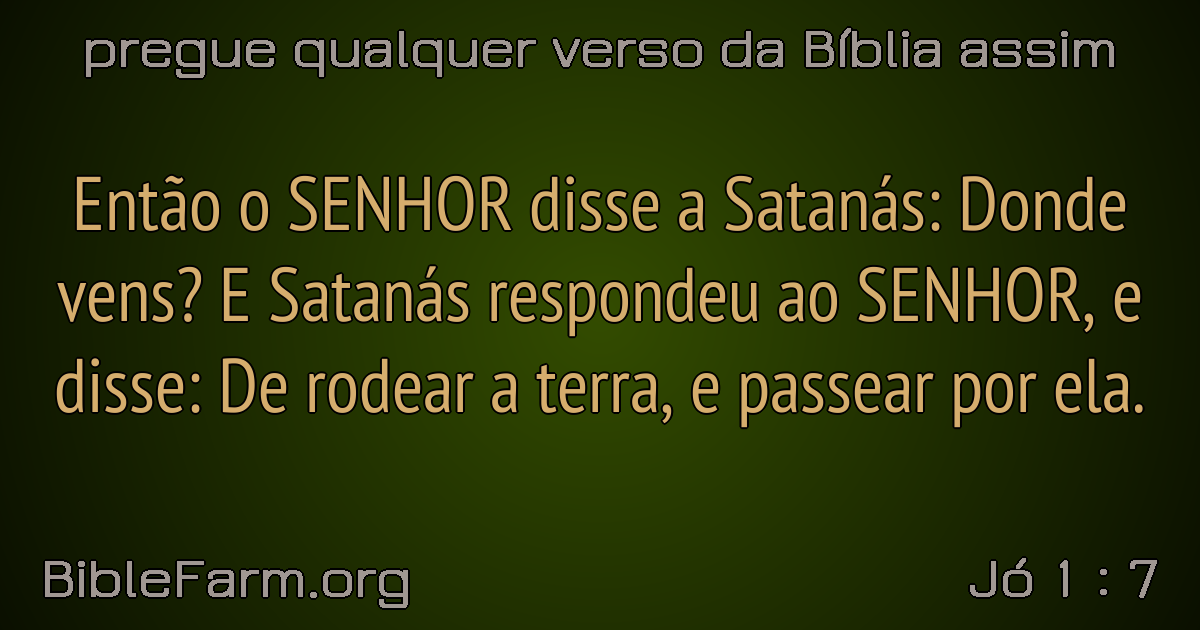 pregue qualquer verso da Bíblia assim
Então o SENHOR disse a Satanás: Donde
vens? E Satanás respondeu ao SENHOR, e
disse: De rodear a terra, e passear por ela.
BibleFarm.org
Jó 1 : 7